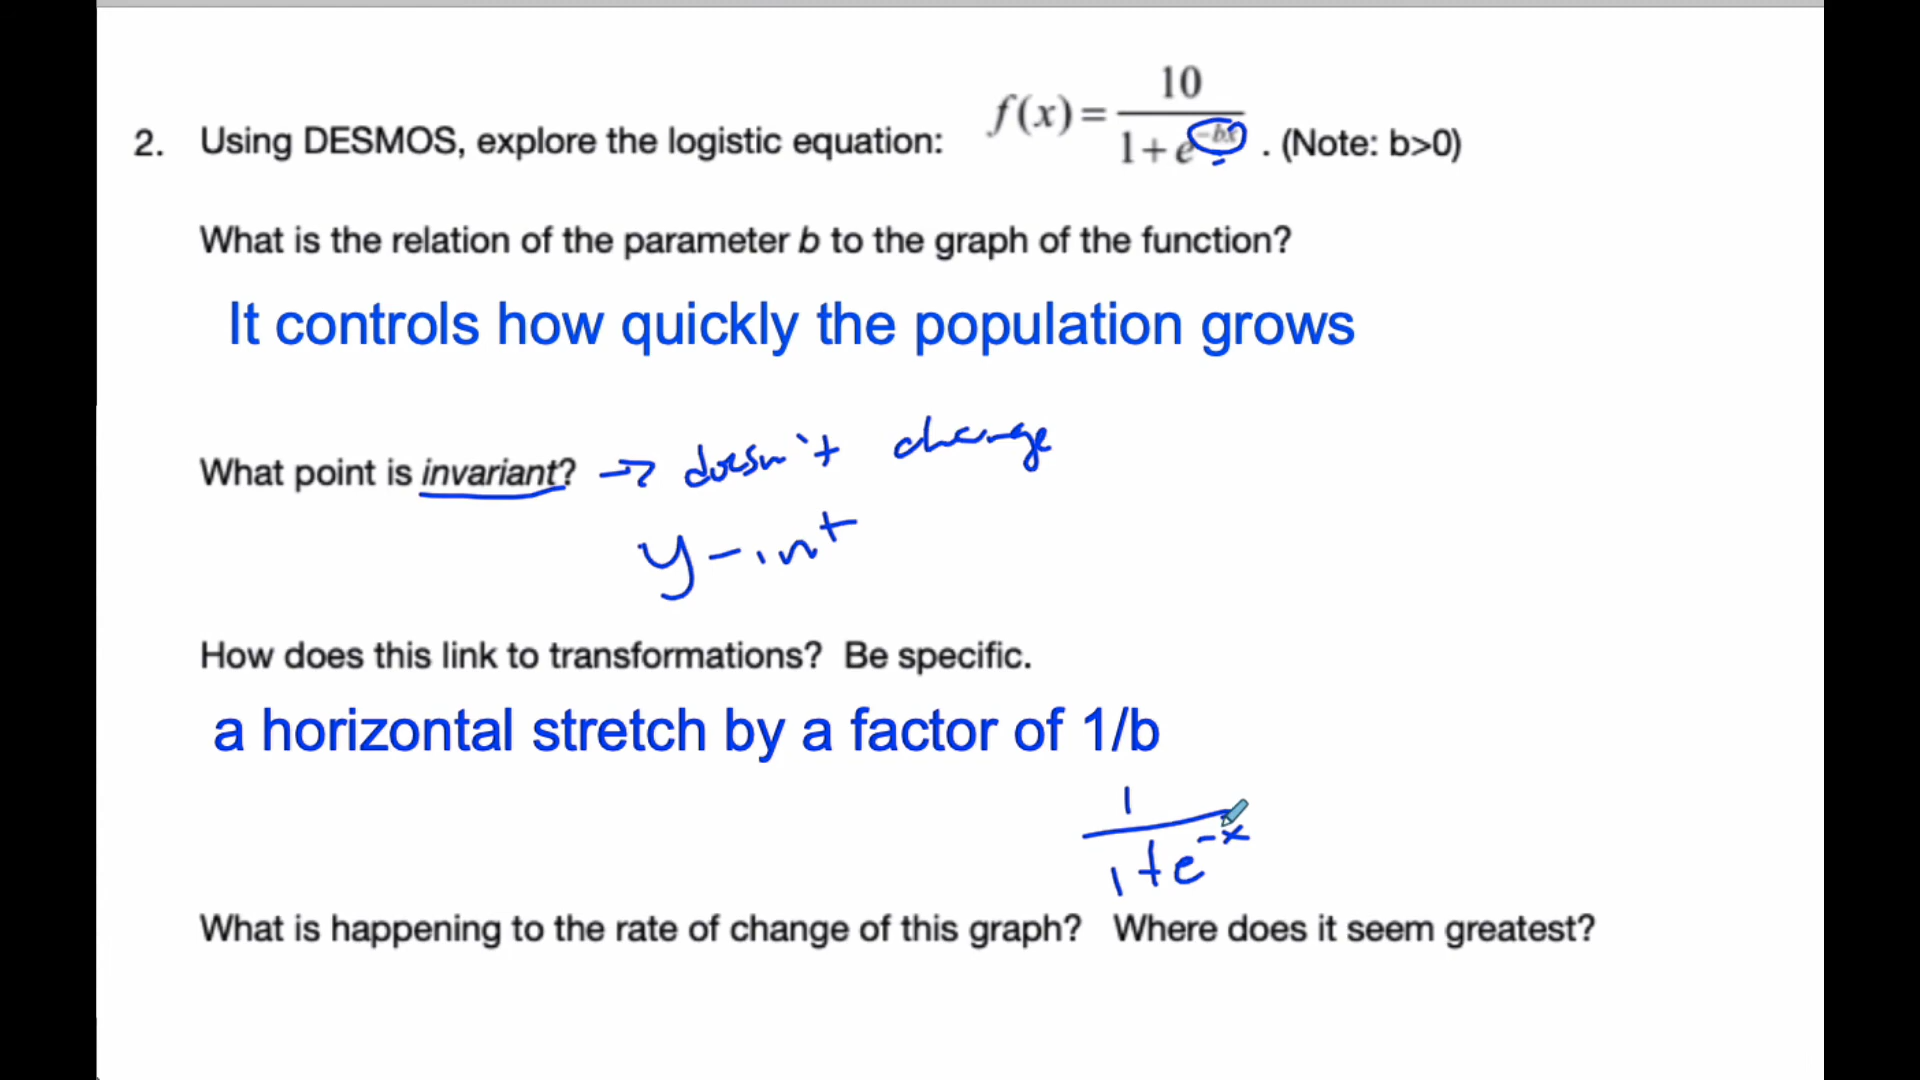 2. Using DESMOS, explore the logistic equation: f(x) = 10 / (1 + e^{-bx}) . (Note: b>0)
What is the relation of the parameter b to the graph of the function?
It controls how quickly the population grows
What point is invariant? → doesn't change
y-int
How does this link to transformations? Be specific.
a horizontal stretch by a factor of 1/b
1 / (1 + e^{-x})
What is happening to the rate of change of this graph? Where does it seem greatest?